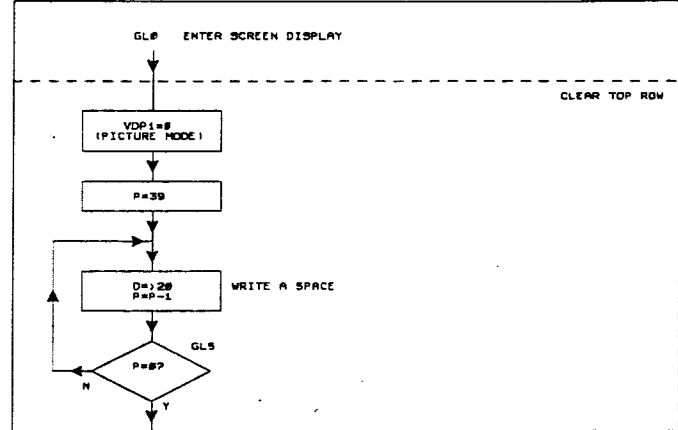 GLØ ENTER SCREEN DISPLAY
CLEAR TOP ROW
VDP1=Ø
(PICTURE MODE)
P=39
D=>2Ø
P=P-1
WRITE A SPACE
GL5
P=Ø?
N
Y